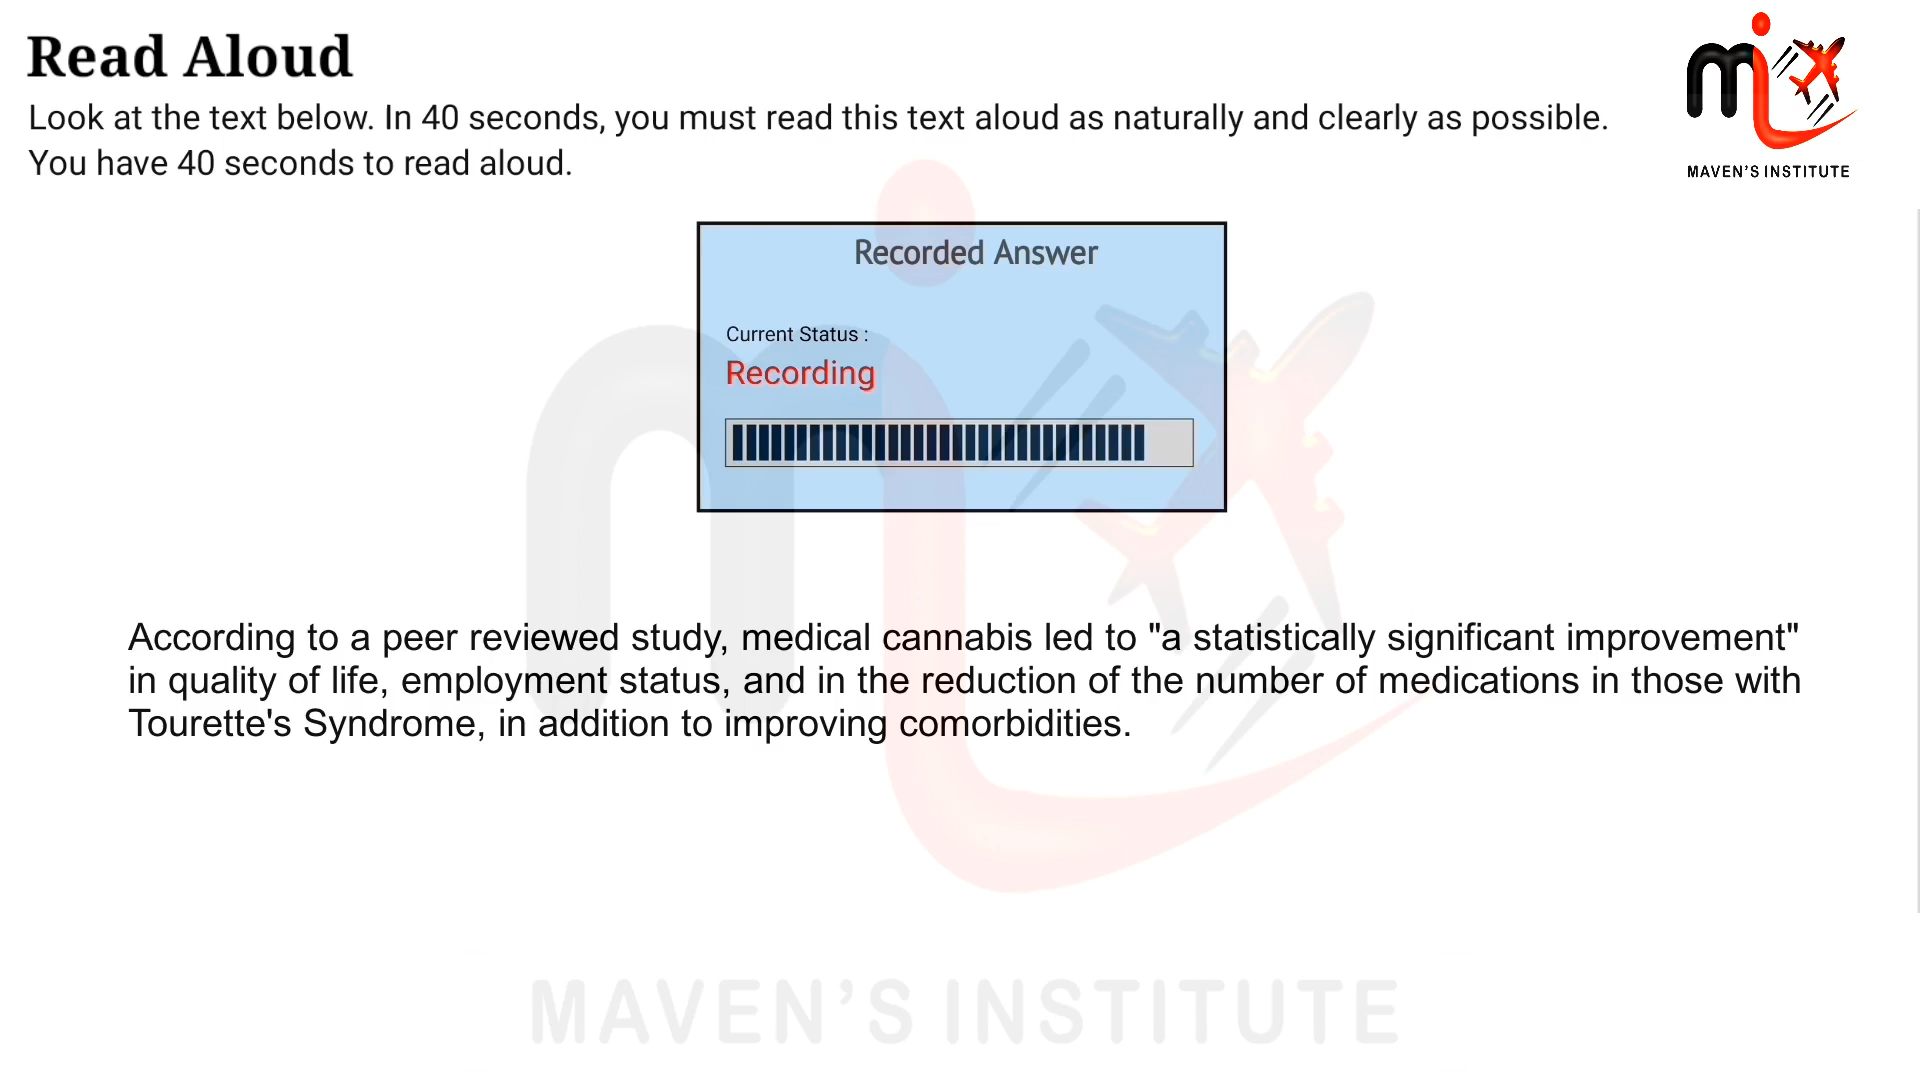 Read Aloud
Look at the text below. In 40 seconds, you must read this text aloud as naturally and clearly as possible.
You have 40 seconds to read aloud.
MAVEN'S INSTITUTE
Recorded Answer
Current Status :
Recording
According to a peer reviewed study, medical cannabis led to "a statistically significant improvement"
in quality of life, employment status, and in the reduction of the number of medications in those with
Tourette's Syndrome, in addition to improving comorbidities.
MAVEN'S INSTITUTE